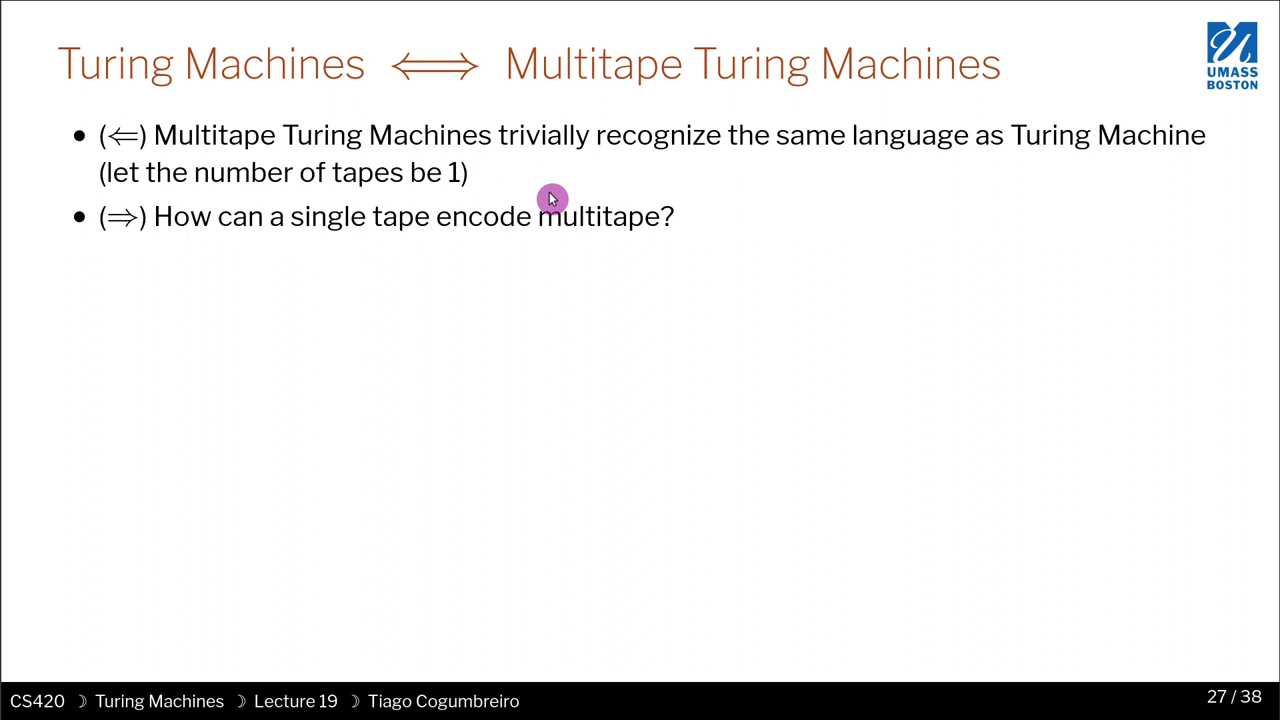 Turing Machines ⟺ Multitape Turing Machines
UMASS
BOSTON
• (⇐) Multitape Turing Machines trivially recognize the same language as Turing Machine
(let the number of tapes be 1)
• (⇒) How can a single tape encode multitape?
CS420 ☽ Turing Machines ☽ Lecture 19 ☽ Tiago Cogumbreiro
27 / 38